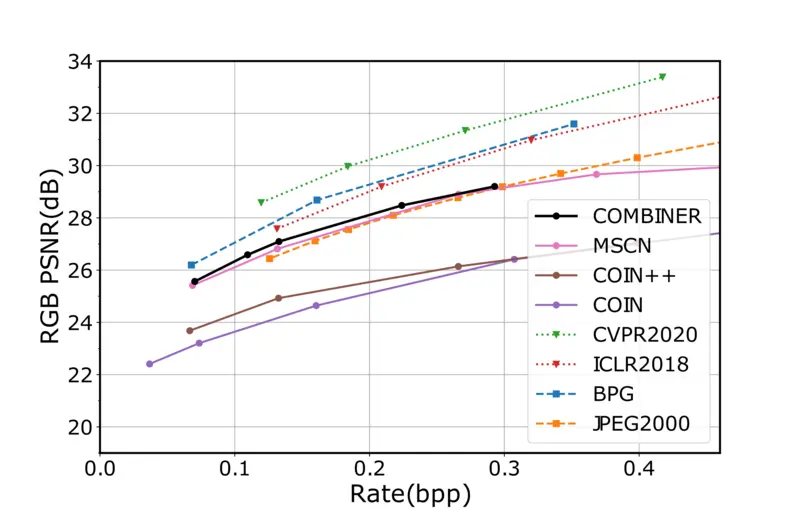 RGB PSNR(dB)
34
32
30
28
26
24
22
20
0.0
0.1
0.2
0.3
0.4
Rate(bpp)
COMBINER
MSCN
COIN++
COIN
CVPR2020
ICLR2018
BPG
JPEG2000